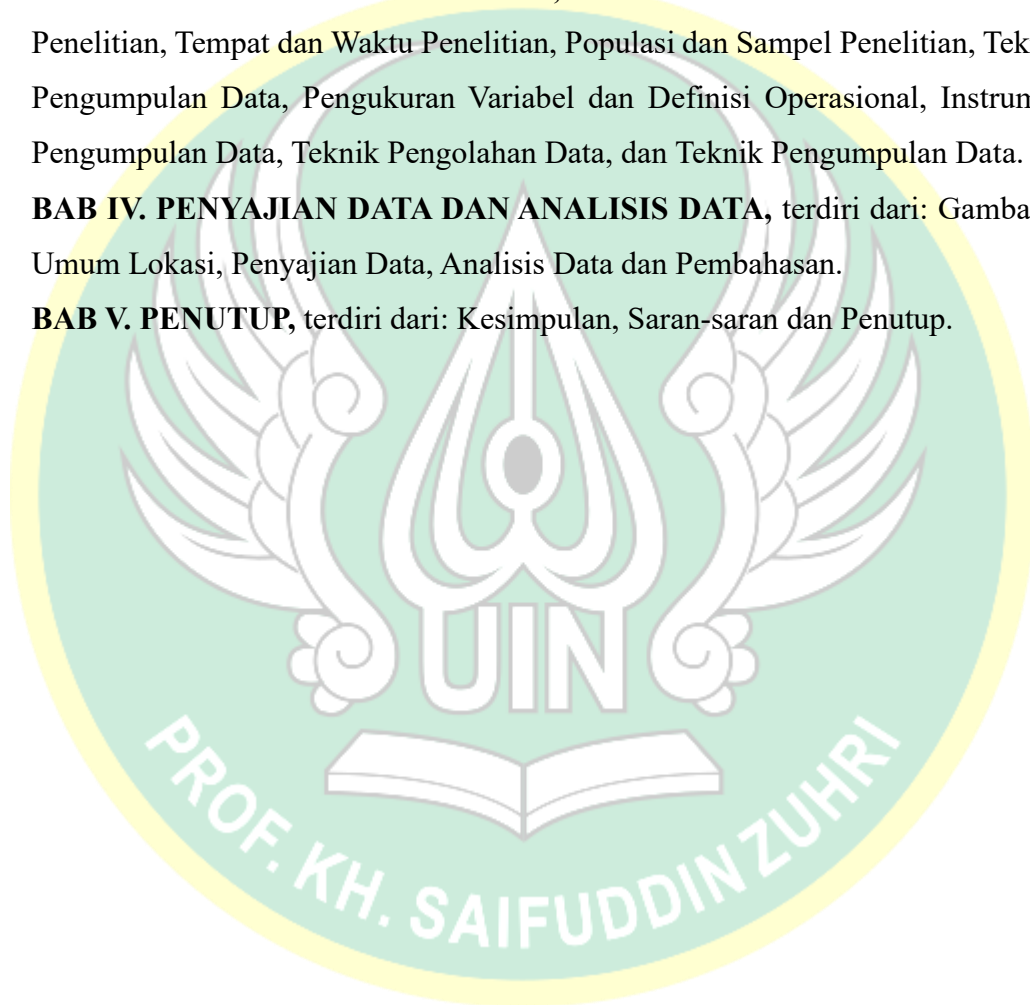 Penelitian, Tempat dan Waktu Penelitian, Populasi dan Sampel Penelitian, Tek
Pengumpulan Data, Pengukuran Variabel dan Definisi Operasional, Instrum
Pengumpulan Data, Teknik Pengolahan Data, dan Teknik Pengumpulan Data.
BAB IV. PENYAJIAN DATA DAN ANALISIS DATA, terdiri dari: Gamba
Umum Lokasi, Penyajian Data, Analisis Data dan Pembahasan.
BAB V. PENUTUP, terdiri dari: Kesimpulan, Saran-saran dan Penutup.
UIN
PROF. KH. SAIFUDDIN ZUHRI